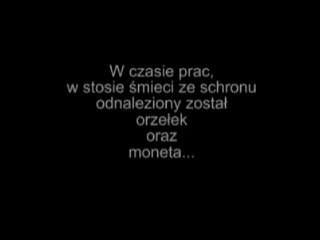 W czasie prac,
w stosie śmieci ze schronu
odnaleziony został
orzełek
oraz
moneta...